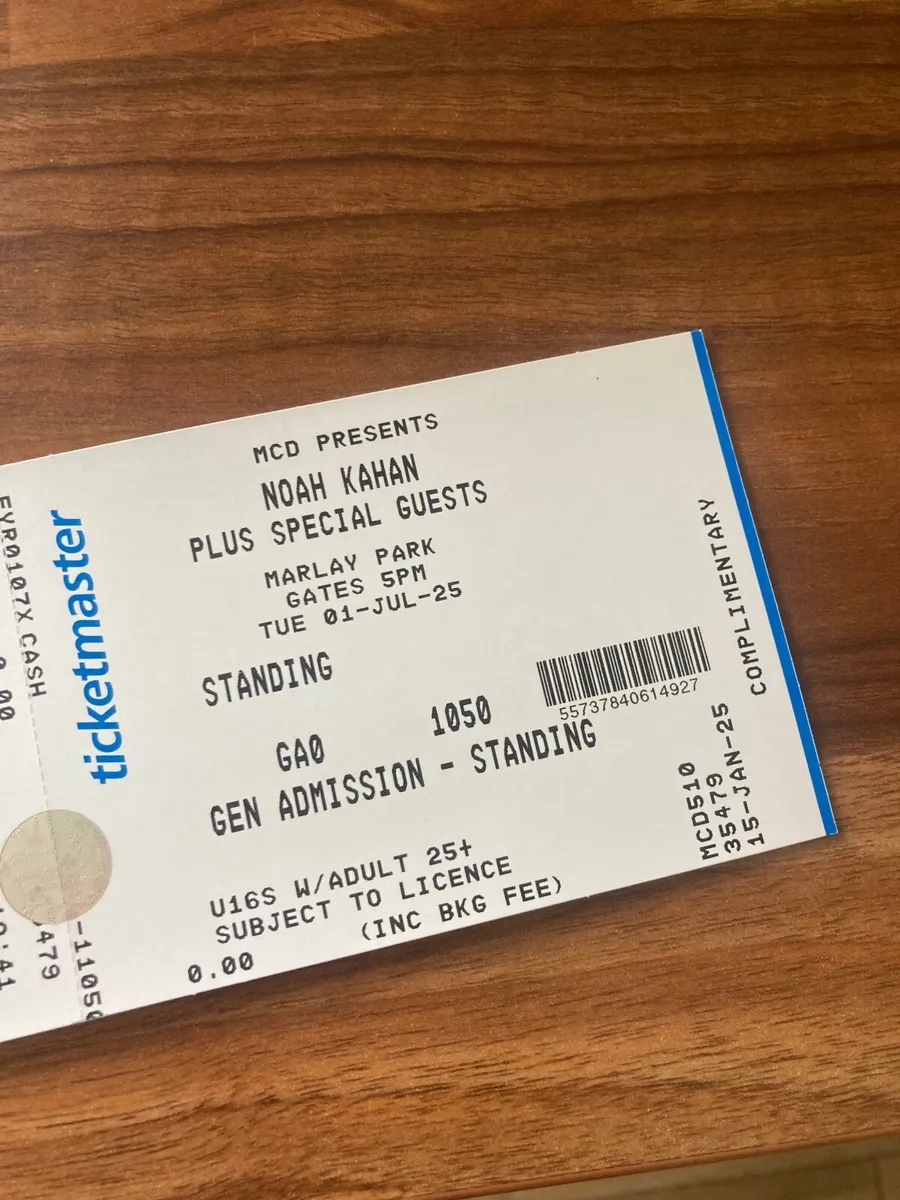 EYR0107X CASH
ticketmaster
MCD PRESENTS
NOAH KAHAN
PLUS SPECIAL GUESTS
MARLAY PARK
GATES 5PM
TUE 01-JUL-25
STANDING
GA0 1050
GEN ADMISSION - STANDING
55737840614927
U16S W/ADULT 25+
SUBJECT TO LICENCE
(INC BKG FEE)
0.00
COMPLIMENTARY
MCD510
35479
15-JAN-25
479